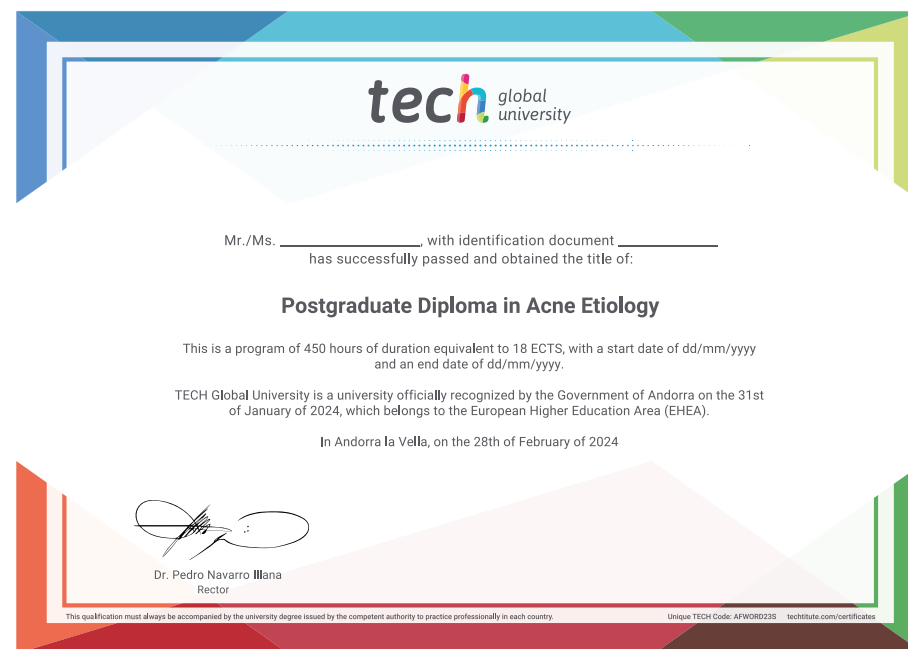 tech global
university
Mr./Ms. ____________, with identification document ____________
has successfully passed and obtained the title of:
Postgraduate Diploma in Acne Etiology
This is a program of 450 hours of duration equivalent to 18 ECTS, with a start date of dd/mm/yyyy
and an end date of dd/mm/yyyy.
TECH Global University is a university officially recognized by the Government of Andorra on the 31st
of January of 2024, which belongs to the European Higher Education Area (EHEA).
In Andorra la Vella, on the 28th of February of 2024
Dr. Pedro Navarro Illana
Rector
This qualification must always be accompanied by the university degree issued by the competent authority to practice professionally in each country.
Unique TECH Code: AFWORD23S techtitute.com/certificates